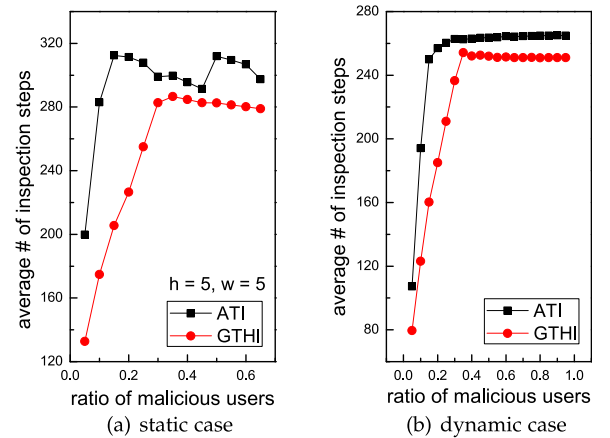 average # of inspection steps
320
280
240
200
160
120
h = 5, w = 5
ATI
GTHI
0.0 0.2 0.4 0.6
ratio of malicious users
(a) static case
average # of inspection steps
280
240
200
160
120
80
ATI
GTHI
0.0 0.2 0.4 0.6 0.8 1.0
ratio of malicious users
(b) dynamic case